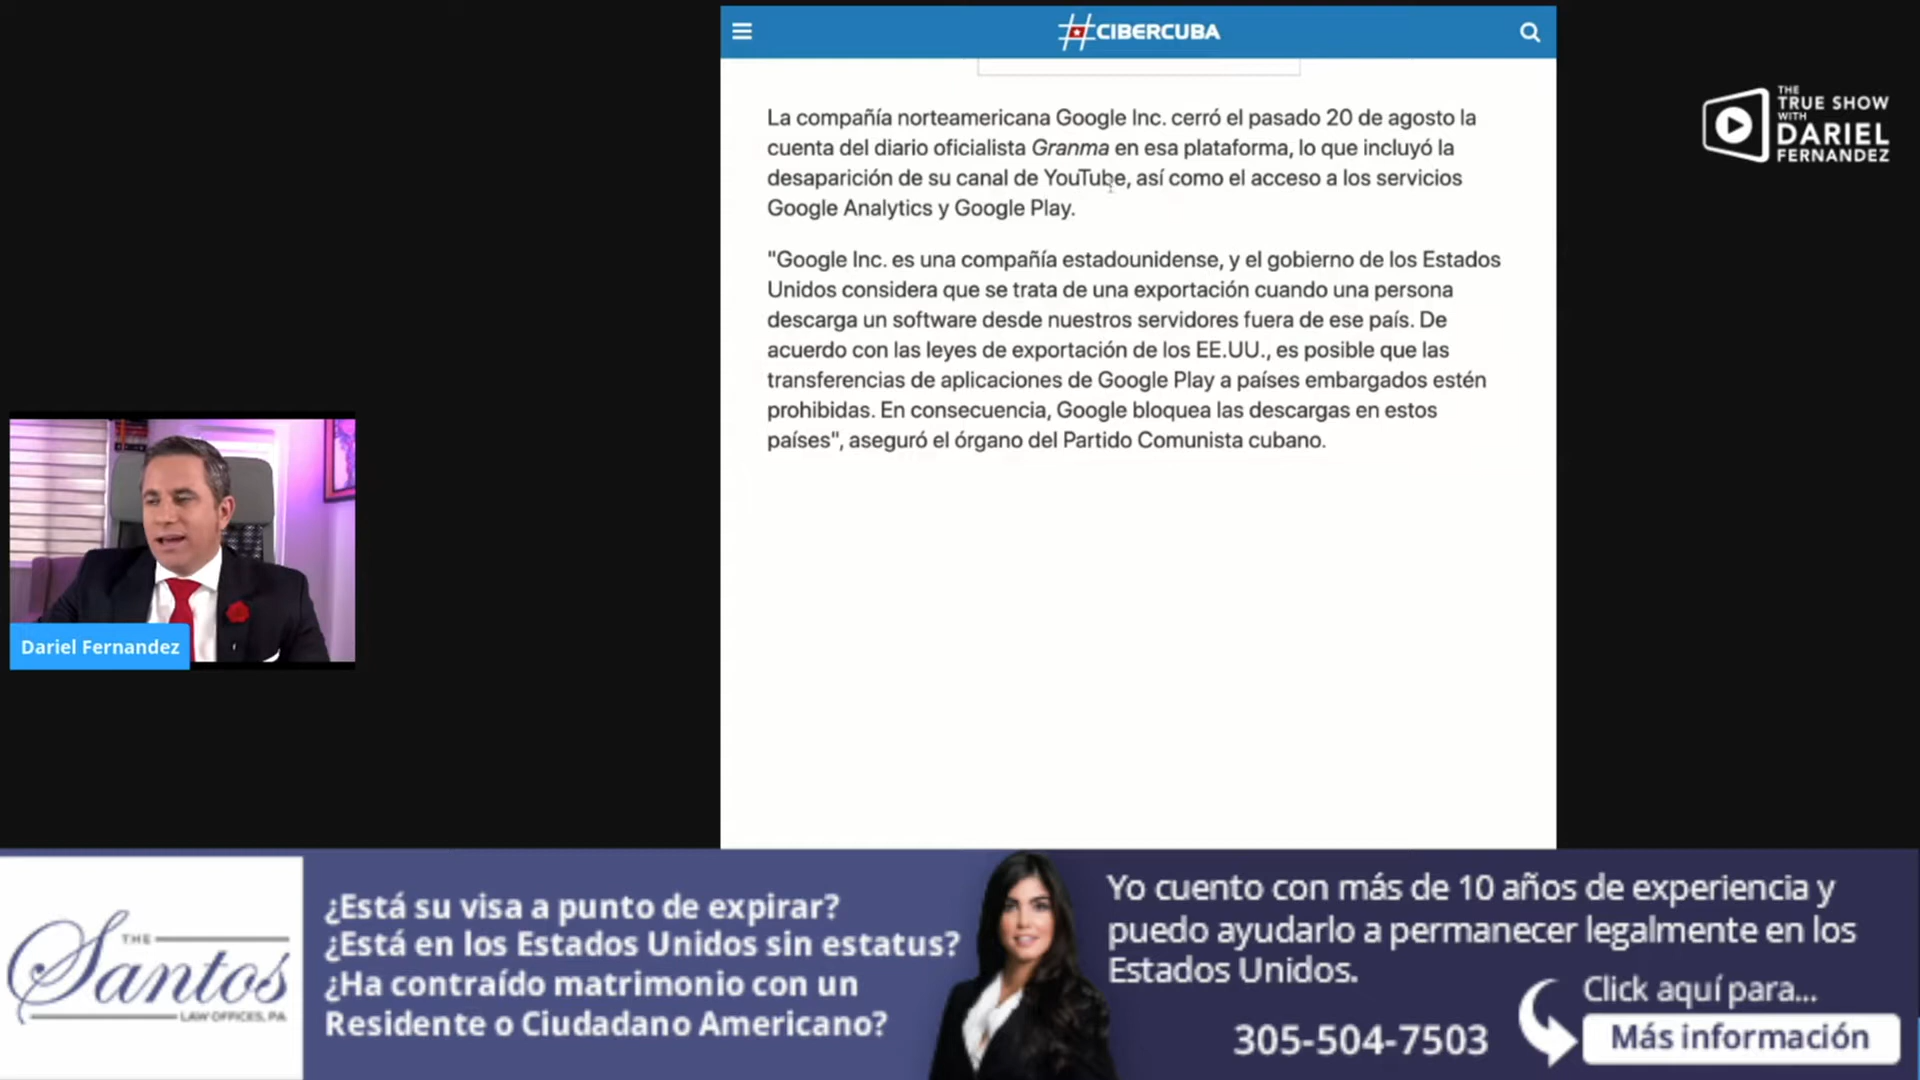 #CIBERCUBA
THE
TRUE SHOW
WITH
DARIEL
FERNANDEZ
La compañía norteamericana Google Inc. cerró el pasado 20 de agosto la
cuenta del diario oficialista Granma en esa plataforma, lo que incluyó la
desaparición de su canal de YouTube, así como el acceso a los servicios
Google Analytics y Google Play.
"Google Inc. es una compañía estadounidense, y el gobierno de los Estados
Unidos considera que se trata de una exportación cuando una persona
descarga un software desde nuestros servidores fuera de ese país. De
acuerdo con las leyes de exportación de los EE.UU., es posible que las
transferencias de aplicaciones de Google Play a países embargados estén
prohibidas. En consecuencia, Google bloquea las descargas en estos
países", aseguró el órgano del Partido Comunista cubano.
Dariel Fernandez
THE
Santos
LAW OFFICES, PA
¿Está su visa a punto de expirar?
¿Está en los Estados Unidos sin estatus?
¿Ha contraído matrimonio con un
Residente o Ciudadano Americano?
Yo cuento con más de 10 años de experiencia y
puedo ayudarlo a permanecer legalmente en los
Estados Unidos.
305-504-7503
Click aquí para...
Más información